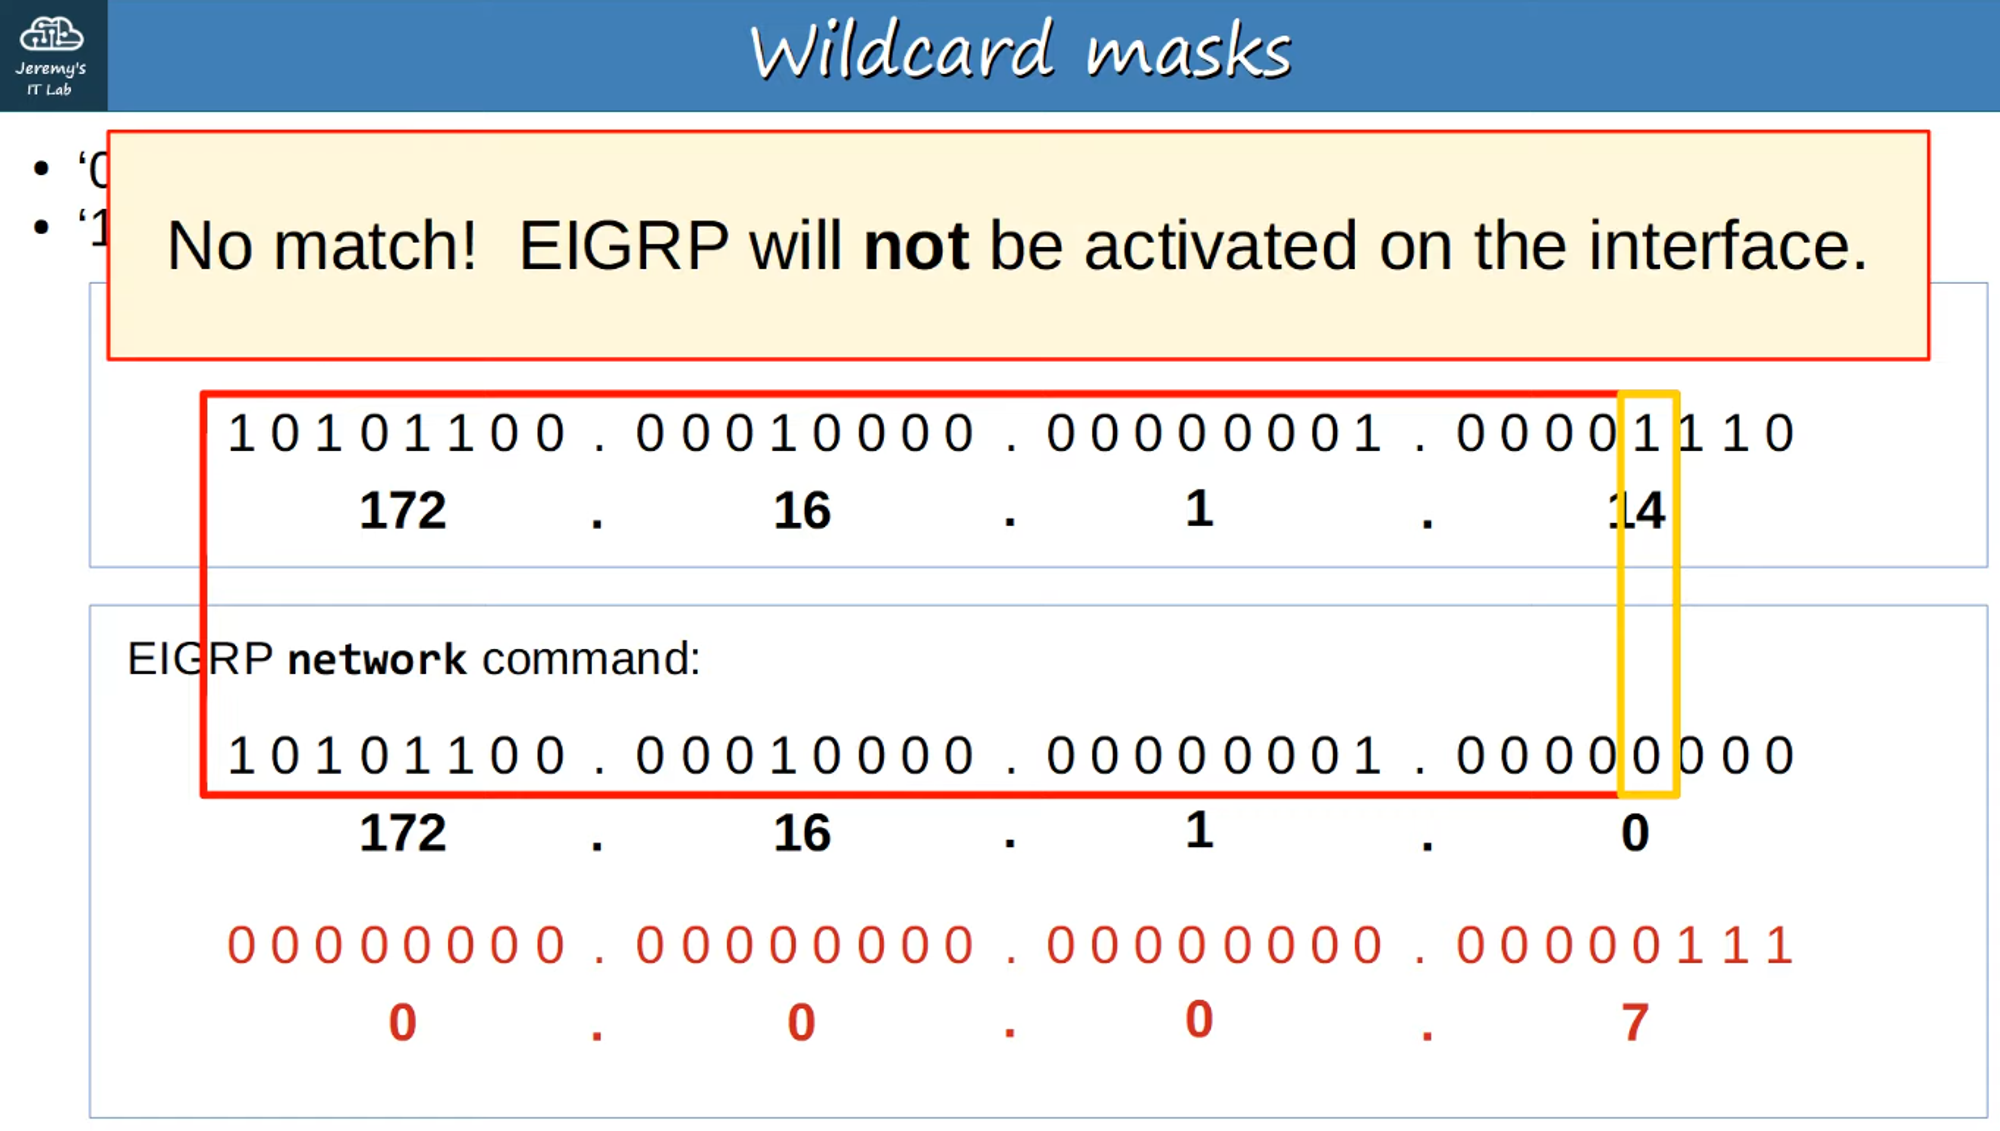 Jeremy's
IT Lab
Wildcard masks
• ‘0
• ‘1
No match!  EIGRP will not be activated on the interface.
1 0 1 0 1 1 0 0 . 0 0 0 1 0 0 0 0 . 0 0 0 0 0 0 0 1 . 0 0 0 0 1 1 1 0
172 . 16 . 1 . 14
EIGRP network command:
1 0 1 0 1 1 0 0 . 0 0 0 1 0 0 0 0 . 0 0 0 0 0 0 0 1 . 0 0 0 0 0 0 0 0
172 . 16 . 1 . 0
0 0 0 0 0 0 0 0 . 0 0 0 0 0 0 0 0 . 0 0 0 0 0 0 0 0 . 0 0 0 0 0 1 1 1
0 . 0 . 0 . 7